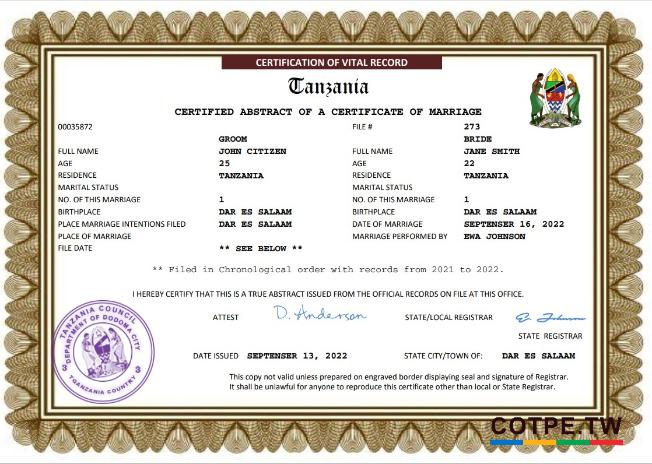 CERTIFICATION OF VITAL RECORD
Tanzania
CERTIFIED ABSTRACT OF A CERTIFICATE OF MARRIAGE
00035872 FILE # 273
GROOM BRIDE
FULL NAME JOHN CITIZEN FULL NAME JANE SMITH
AGE 25 AGE 22
RESIDENCE TANZANIA RESIDENCE TANZANIA
MARITAL STATUS MARITAL STATUS
NO. OF THIS MARRIAGE 1 NO. OF THIS MARRIAGE 1
BIRTHPLACE DAR ES SALAAM BIRTHPLACE DAR ES SALAAM
PLACE MARRIAGE INTENTIONS FILED DAR ES SALAAM DATE OF MARRIAGE SEPTENSER 16, 2022
PLACE OF MARRIAGE MARRIAGE PERFORMED BY EWA JOHNSON
FILE DATE ** SEE BELOW **
** Filed in Chronological order with records from 2021 to 2022.
I HEREBY CERTIFY THAT THIS IS A TRUE ABSTRACT ISSUED FROM THE OFFICIAL RECORDS ON FILE AT THIS OFFICE.
ATTEST D. Anderson STATE/LOCAL REGISTRAR E. Johnson
STATE REGISTRAR
DATE ISSUED SEPTENSER 13, 2022 STATE CITY/TOWN OF: DAR ES SALAAM
This copy not valid unless prepared on engraved border displaying seal and signature of Registrar.
It shall be unlawful for anyone to reproduce this certificate other than local or State Registrar.
TANZANIA COUNCIL
DEPARTMENT OF DODOMA CITY
COTPE.TW